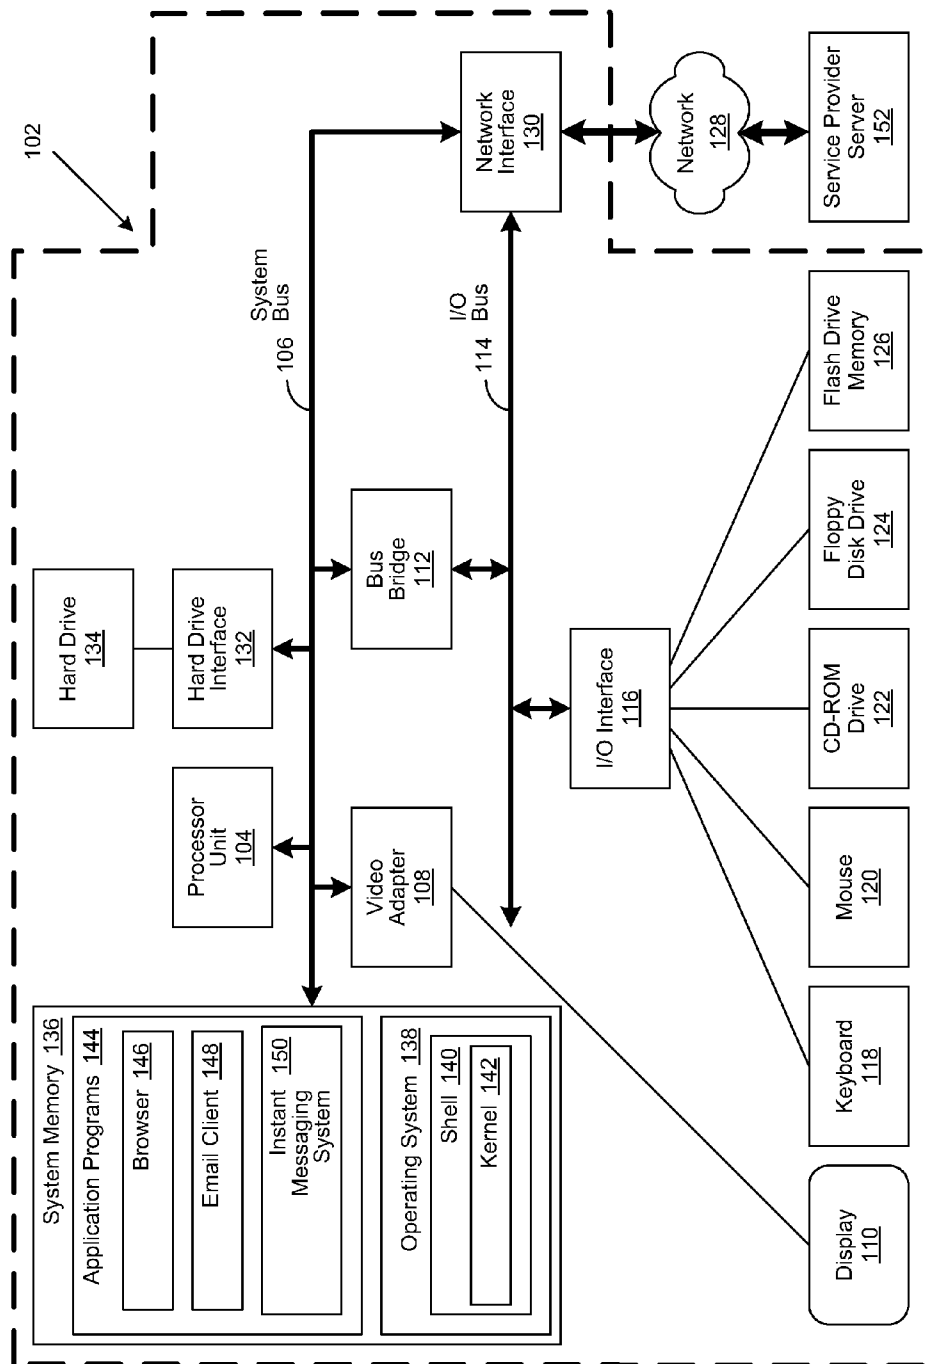 102
System Memory 136
Application Programs 144
Browser 146
Email Client 148
Instant 150
Messaging
System
Operating System 138
Shell 140
Kernel 142
Processor
Unit
104
Hard Drive
134
Hard Drive
Interface
132
Video
Adapter
108
Bus
Bridge
112
106
System
Bus
114
I/O
Bus
Network
Interface
130
I/O Interface
116
Network
128
Display
110
Keyboard
118
Mouse
120
CD-ROM
Drive
122
Floppy
Disk Drive
124
Flash Drive
Memory
126
Service Provider
Server
152